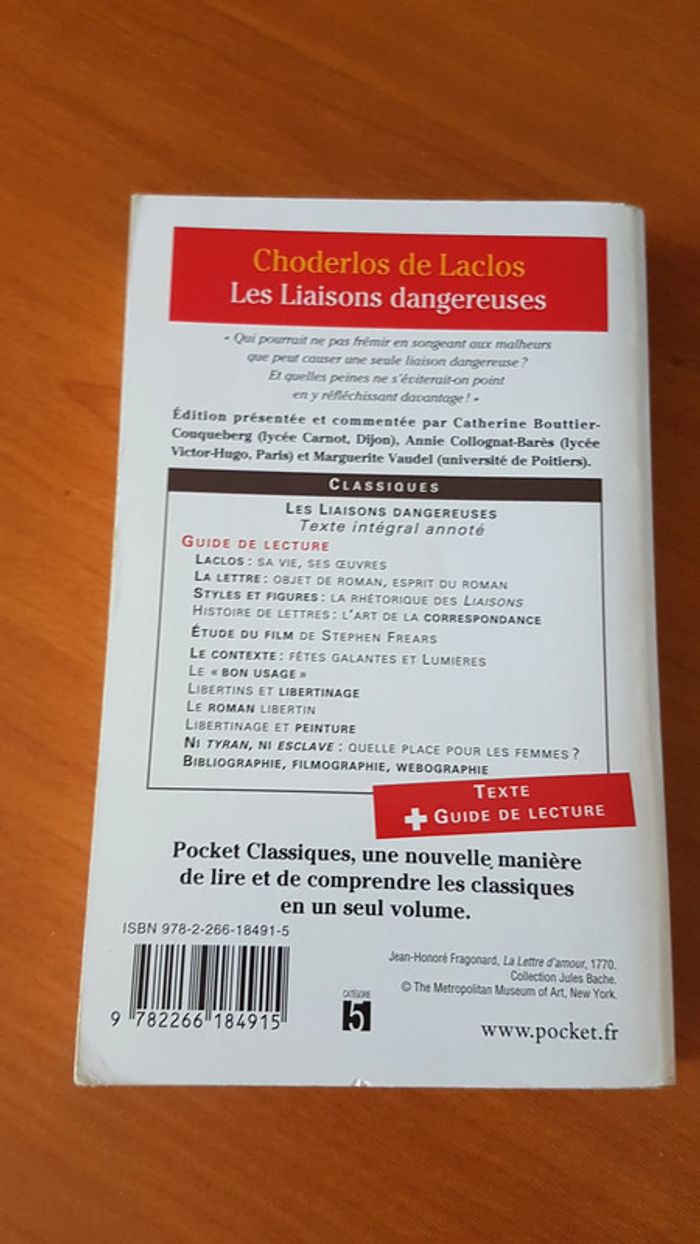 Choderlos de Laclos
Les Liaisons dangereuses
« Qui pourrait ne pas frémir en songeant aux malheurs
que peut causer une seule liaison dangereuse ?
Et quelles peines ne s'éviterait-on point
en y réfléchissant davantage ! »
Édition présentée et commentée par Catherine Bouttier-
Couqueberg (lycée Carnot, Dijon), Annie Collognat-Barès (lycée
Victor-Hugo, Paris) et Marguerite Vaudel (université de Poitiers).
CLASSIQUES
LES LIAISONS DANGEREUSES
Texte intégral annoté
GUIDE DE LECTURE
LACLOS : SA VIE, SES ŒUVRES
LA LETTRE : OBJET DE ROMAN, ESPRIT DU ROMAN
STYLES ET FIGURES : LA RHÉTORIQUE DES LIAISONS
HISTOIRE DE LETTRES : L'ART DE LA CORRESPONDANCE
ÉTUDE DU FILM DE STEPHEN FREARS
LE CONTEXTE : FÊTES GALANTES ET LUMIÈRES
LE « BON USAGE »
LIBERTINS ET LIBERTINAGE
LE ROMAN LIBERTIN
LIBERTINAGE ET PEINTURE
NI TYRAN, NI ESCLAVE : QUELLE PLACE POUR LES FEMMES ?
BIBLIOGRAPHIE, FILMOGRAPHIE, WEBOGRAPHIE
TEXTE
+ GUIDE DE LECTURE
Pocket Classiques, une nouvelle manière
de lire et de comprendre les classiques
en un seul volume.
ISBN 978-2-266-18491-5
9 782266 184915
Jean-Honoré Fragonard, La Lettre d'amour, 1770.
Collection Jules Bache.
© The Metropolitan Museum of Art, New York.
CATÉGORIE
5
www.pocket.fr